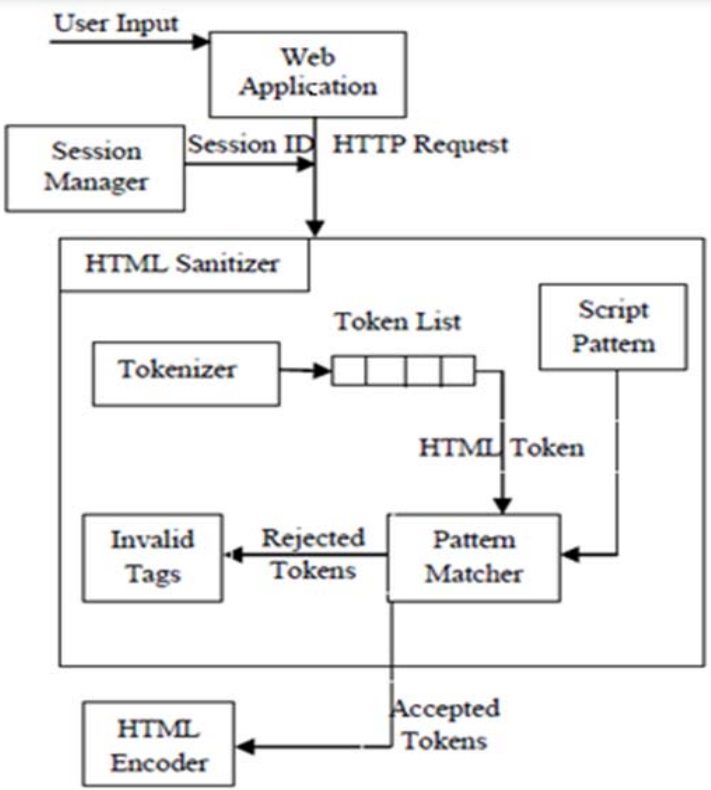 User Input
Web
Application
Session ID
HTTP Request
Session
Manager
HTML Sanitizer
Script
Pattern
Token List
Tokenizer
HTML Token
Invalid
Tags
Rejected
Tokens
Pattern
Matcher
Accepted
Tokens
HTML
Encoder